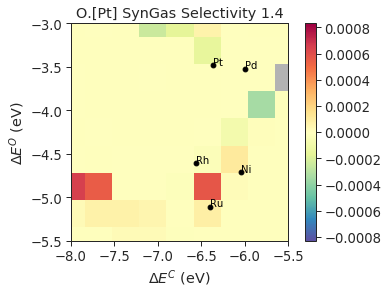 O.[Pt] SynGas Selectivity 1.4
−3.0
−3.5
−4.0
−4.5
−5.0
−5.5
ΔE^O (eV)
Pt
Pd
Rh
Ni
Ru
−8.0 −7.5 −7.0 −6.5 −6.0 −5.5
ΔE^C (eV)
0.0008
0.0006
0.0004
0.0002
0.0000
−0.0002
−0.0004
−0.0006
−0.0008